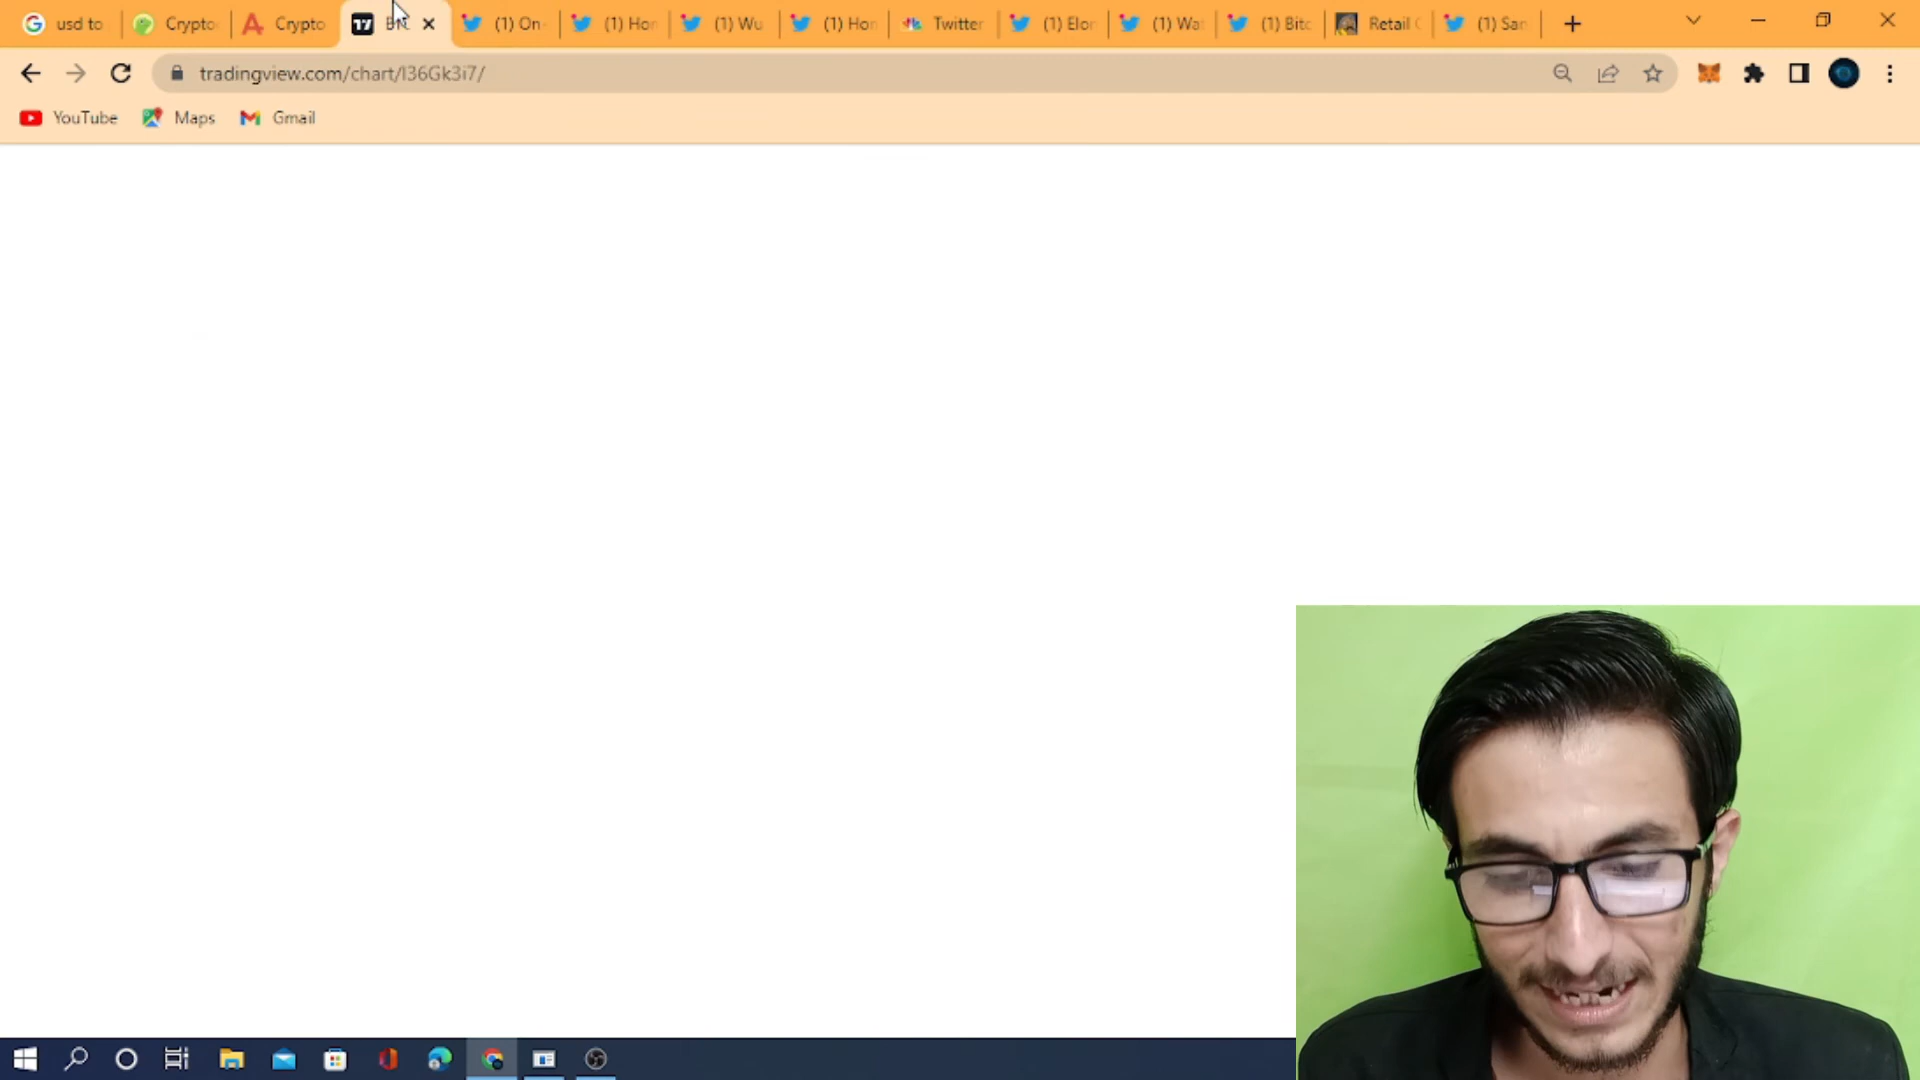 usd to
Crypto
Crypto
(1) On
(1) Hor
(1) Wu
(1) Hor
Twitter
(1) Elor
(1) Wa
(1) Bitc
Retail
(1) San
tradingview.com/chart/I36Gk3i7/
YouTube
Maps
Gmail